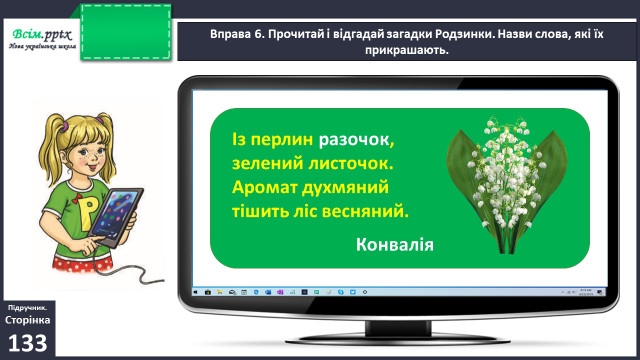 Всім.pptx
Нова українська школа
Вправа 6. Прочитай і відгадай загадки Родзинки. Назви слова, які їх
прикрашають.
Із перлин разочок,
зелений листочок.
Аромат духмяний
тішить ліс весняний.
Конвалія
Р
Підручник.
Сторінка
133